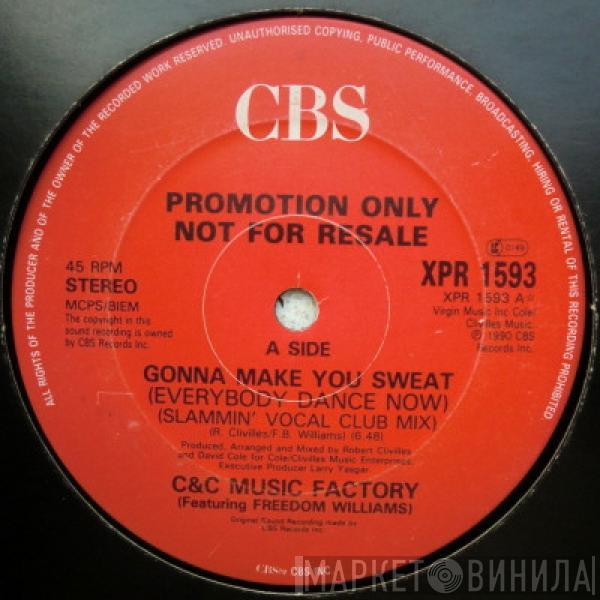 ALL RIGHTS OF THE PRODUCER AND OF THE OWNER OF THE RECORDED WORK RESERVED. UNAUTHORISED COPYING, PUBLIC PERFORMANCE, BROADCASTING, HIRING OR RENTAL OF THIS RECORDING PROHIBITED
CBS
PROMOTION ONLY
NOT FOR RESALE
45 RPM
STEREO
MCPS/BIEM
The copyright in this
sound recording is owned
by CBS Records Inc.
XPR 1593
XPR 1593 A
Virgin Music Inc Cole/
Clivilles Music.
℗ 1990 CBS
Records Inc.
A SIDE
GONNA MAKE YOU SWEAT
(EVERYBODY DANCE NOW)
(SLAMMIN' VOCAL CLUB MIX)
(R. Clivilles/F.B. Williams) (6.48)
Produced, Arranged and Mixed by Robert Clivilles
and David Cole for Cole/Clivilles Music Enterprises.
Executive Producer Larry Yasgar.
C&C MUSIC FACTORY
(Featuring FREEDOM WILLIAMS)
Original Sound Recording made by
CBS Records Inc.
CBS CBS INC
МАРКЕТ ВИНИЛА